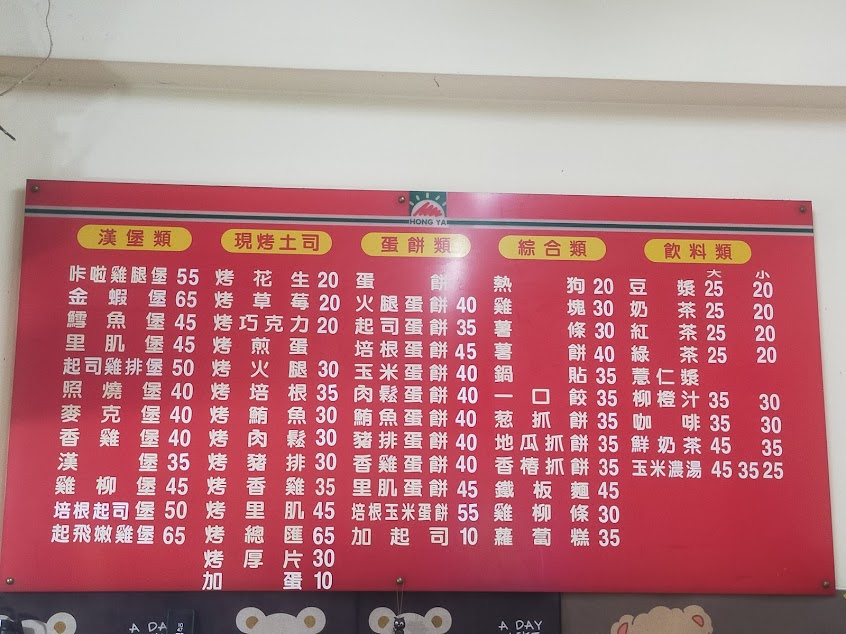 HONG YA
漢堡類
咔啦雞腿堡 55
金蝦堡 65
鱈魚堡 45
里肌堡 45
起司雞排堡 50
照燒堡 40
麥克堡 40
香雞堡 40
漢堡 35
雞柳堡 45
培根起司堡 50
起飛嫩雞堡 65
現烤土司
烤花生 20
烤草莓 20
烤巧克力 20
烤煎蛋
烤火腿 30
烤培根 35
烤鮪魚 30
烤肉鬆 30
烤豬排 30
烤香雞 35
烤里肌 45
烤總匯 65
烤厚片 30
加蛋 10
蛋餅類
蛋餅
火腿蛋餅 40
起司蛋餅 35
培根蛋餅 45
玉米蛋餅 40
肉鬆蛋餅 40
鮪魚蛋餅 40
豬排蛋餅 40
香雞蛋餅 40
里肌蛋餅 45
培根玉米蛋餅 55
加起司 10
綜合類
熱狗 20
雞塊 30
薯條 30
薯餅 40
鍋貼 35
一口餃 35
葱抓餅 35
地瓜抓餅 35
香椿抓餅 35
鐵板麵 45
雞柳條 30
蘿蔔糕 35
飲料類
大 小
豆漿 25 20
奶茶 25 20
紅茶 25 20
綠茶 25 20
薏仁漿
柳橙汁 35 30
咖啡 35 30
鮮奶茶 45 35
玉米濃湯 45 35 25
A DA
A DAY